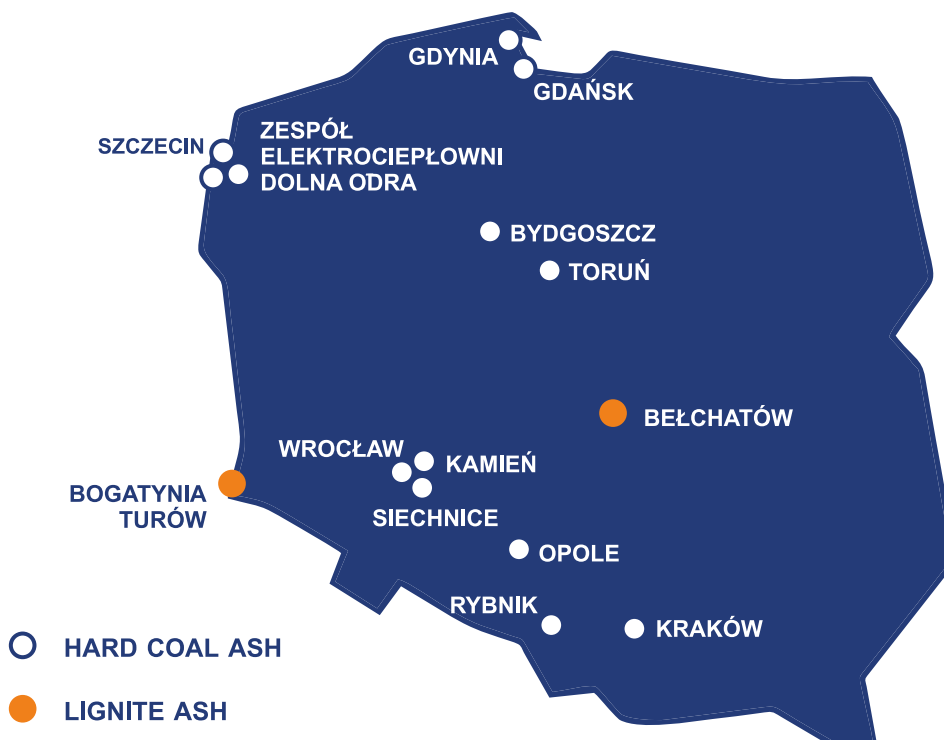 GDYNIA
GDAŃSK
SZCZECIN
ZESPÓŁ
ELEKTROCIEPŁOWNI
DOLNA ODRA
BYDGOSZCZ
TORUŃ
BEŁCHATÓW
WROCŁAW
KAMIEŃ
BOGATYNIA
TURÓW
SIECHNICE
OPOLE
RYBNIK
KRAKÓW
HARD COAL ASH
LIGNITE ASH